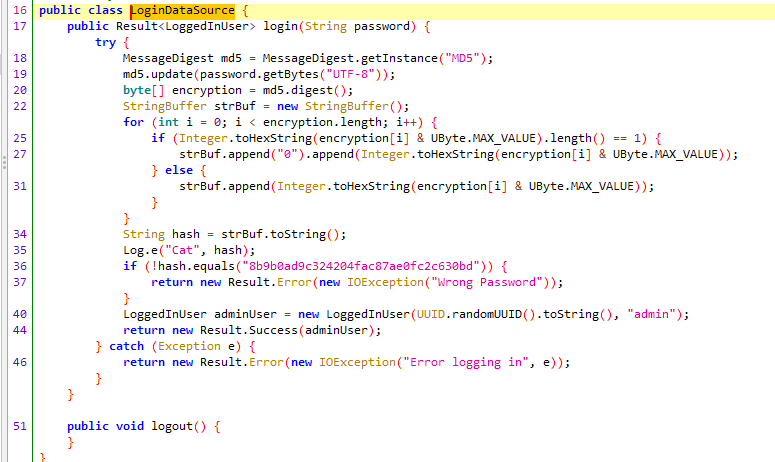 16 public class LoginDataSource {
17     public Result<LoggedInUser> login(String password) {
        try {
18             MessageDigest md5 = MessageDigest.getInstance("MD5");
19             md5.update(password.getBytes("UTF-8"));
20             byte[] encryption = md5.digest();
22             StringBuffer strBuf = new StringBuffer();
            for (int i = 0; i < encryption.length; i++) {
25                 if (Integer.toHexString(encryption[i] & UByte.MAX_VALUE).length() == 1) {
27                     strBuf.append("0").append(Integer.toHexString(encryption[i] & UByte.MAX_VALUE));
                } else {
31                     strBuf.append(Integer.toHexString(encryption[i] & UByte.MAX_VALUE));
                }
            }
34             String hash = strBuf.toString();
35             Log.e("Cat", hash);
36             if (!hash.equals("8b9b0ad9c324204fac87ae0fc2c630bd")) {
37                 return new Result.Error(new IOException("Wrong Password"));
            }
40             LoggedInUser adminUser = new LoggedInUser(UUID.randomUUID().toString(), "admin");
44             return new Result.Success(adminUser);
        } catch (Exception e) {
46             return new Result.Error(new IOException("Error logging in", e));
        }
    }
51     public void logout() {
    }
}